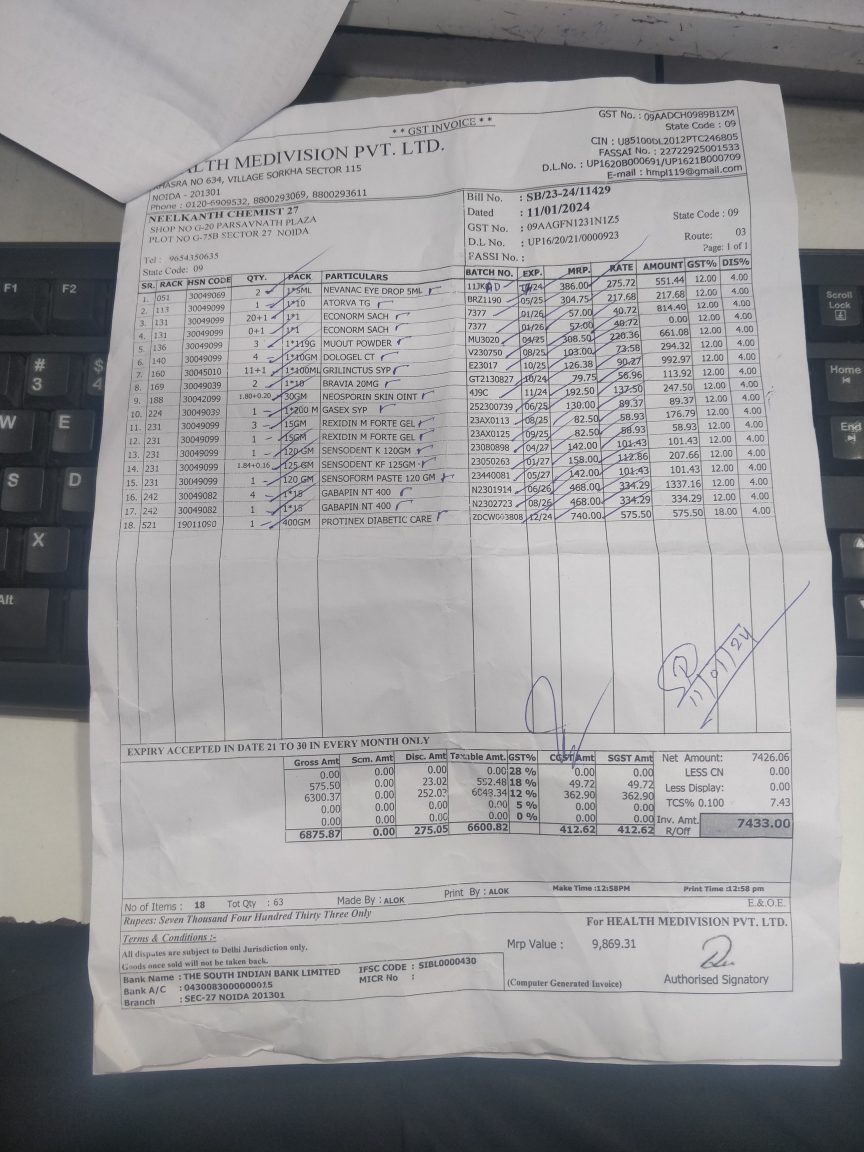 * * GST INVOICE * *
GST No. : 09AADCH0989B1ZM
State Code : 09
CIN : U85100DL2012PTC246805
FASSAI No. : 22722925001533
D.L.No. : UP1620B000691/UP1621B000709
E-mail : hmpl119@gmail.com
LTH MEDIVISION PVT. LTD.
HASRA NO 634, VILLAGE SORKHA SECTOR 115
NOIDA - 201301
Phone : 0120-6909532, 8800293069, 8800293611
NEELKANTH CHEMIST 27
SHOP NO G-20 PARSAVNATH PLAZA
PLOT NO G-75B SECTOR 27 NOIDA
Tel : 9654350635
State Code: 09
Bill No. : SB/23-24/11429
Dated : 11/01/2024
GST No. : 09AAGFN1231N1Z5 State Code : 09
D.L No. : UP16/20/21/0000923 Route: 03
FASSI No. : Page: 1 of 1
SR. RACK HSN CODE QTY. PACK PARTICULARS BATCH NO. EXP. MRP. RATE AMOUNT GST% DIS%
1. 051 30049069 2 1*5ML NEVANAC EYE DROP 5ML /24 386.00 275.72 551.44 12.00 4.00
2. 113 30049099 1 1*10 ATORVA TG BRZ1190 05/25 304.75 217.68 217.68 12.00 4.00
3. 131 30049099 20+1 1*1 ECONORM SACH 7377 01/26 57.00 40.72 814.40 12.00 4.00
4. 131 30049099 0+1 1*1 ECONORM SACH 7377 01/26 57.00 40.72 0.00 12.00 4.00
5. 136 30049099 3 1*119G MUOUT POWDER MU3020 04/25 308.50 220.36 661.08 12.00 4.00
6. 140 30049099 4 1*10GM DOLOGEL CT V230750 08/25 103.00 73.58 294.32 12.00 4.00
7. 160 30045010 11+1 1*100ML GRILINCTUS SYP E23017 10/25 126.38 90.27 992.97 12.00 4.00
8. 169 30049039 2 1*10 BRAVIA 20MG GT2130827 10/24 79.75 56.96 113.92 12.00 4.00
9. 188 30042099 1.80+0.20 30GM NEOSPORIN SKIN OINT 4J9C 11/24 192.50 137.50 247.50 12.00 4.00
10. 224 30049039 1 1*200 M GASEX SYP 252300739 06/25 130.00 89.37 89.37 12.00 4.00
11. 231 30049099 3 15GM REXIDIN M FORTE GEL 23AX0113 08/25 82.50 58.93 176.79 12.00 4.00
12. 231 30049099 1 15GM REXIDIN M FORTE GEL 23AX0125 09/25 82.50 58.93 58.93 12.00 4.00
13. 231 30049099 1 120 GM SENSODENT K 120GM 23080898 04/27 142.00 101.43 101.43 12.00 4.00
14. 231 30049099 1.84+0.16 125 GM SENSODENT KF 125GM 23050263 01/27 158.00 112.86 207.66 12.00 4.00
15. 231 30049099 1 120 GM SENSOFORM PASTE 120 GM 23440081 05/27 142.00 101.43 101.43 12.00 4.00
16. 242 30049082 4 1*15 GABAPIN NT 400 N2301914 06/26 468.00 334.29 1337.16 12.00 4.00
17. 242 30049082 1 1*15 GABAPIN NT 400 N2302723 08/26 468.00 334.29 334.29 12.00 4.00
18. 521 19011090 1 400GM PROTINEX DIABETIC CARE ZDCW003808 12/24 740.00 575.50 575.50 18.00 4.00
11/01/24
EXPIRY ACCEPTED IN DATE 21 TO 30 IN EVERY MONTH ONLY
Gross Amt Scm. Amt Disc. Amt Taxable Amt. GST% CGST Amt SGST Amt Net Amount: 7426.06
0.00 0.00 0.00 0.00 28 % 0.00 0.00 LESS CN 0.00
575.50 0.00 23.02 552.48 18 % 49.72 49.72 Less Display: 0.00
6300.37 0.00 252.03 6048.34 12 % 362.90 362.90 TCS% 0.100 7.43
0.00 0.00 0.00 0.00 5 % 0.00 0.00
0.00 0.00 0.00 0.00 0 % 0.00 0.00 Inv. Amt. 7433.00
6875.87 0.00 275.05 6600.82 412.62 412.62 R/Off
No of Items : 18 Tot Qty : 63 Made By : ALOK Print By : ALOK Make Time :12:58PM Print Time :12:58 pm
Rupees: Seven Thousand Four Hundred Thirty Three Only E.&O.E.
Terms & Conditions :-
All dispates are subject to Delhi Jurisdiction only.
Goods once sold will not be taken back.
Bank Name : THE SOUTH INDIAN BANK LIMITED IFSC CODE : SIBL0000430
Bank A/C : 0430083000000015 MICR No :
Branch : SEC-27 NOIDA 201301
For HEALTH MEDIVISION PVT. LTD.
Mrp Value : 9,869.31
(Computer Generated Invoice) Authorised Signatory
F1
F2
#
3
$
4
W
E
S
D
X
Alt
Scroll
Lock
Home
End